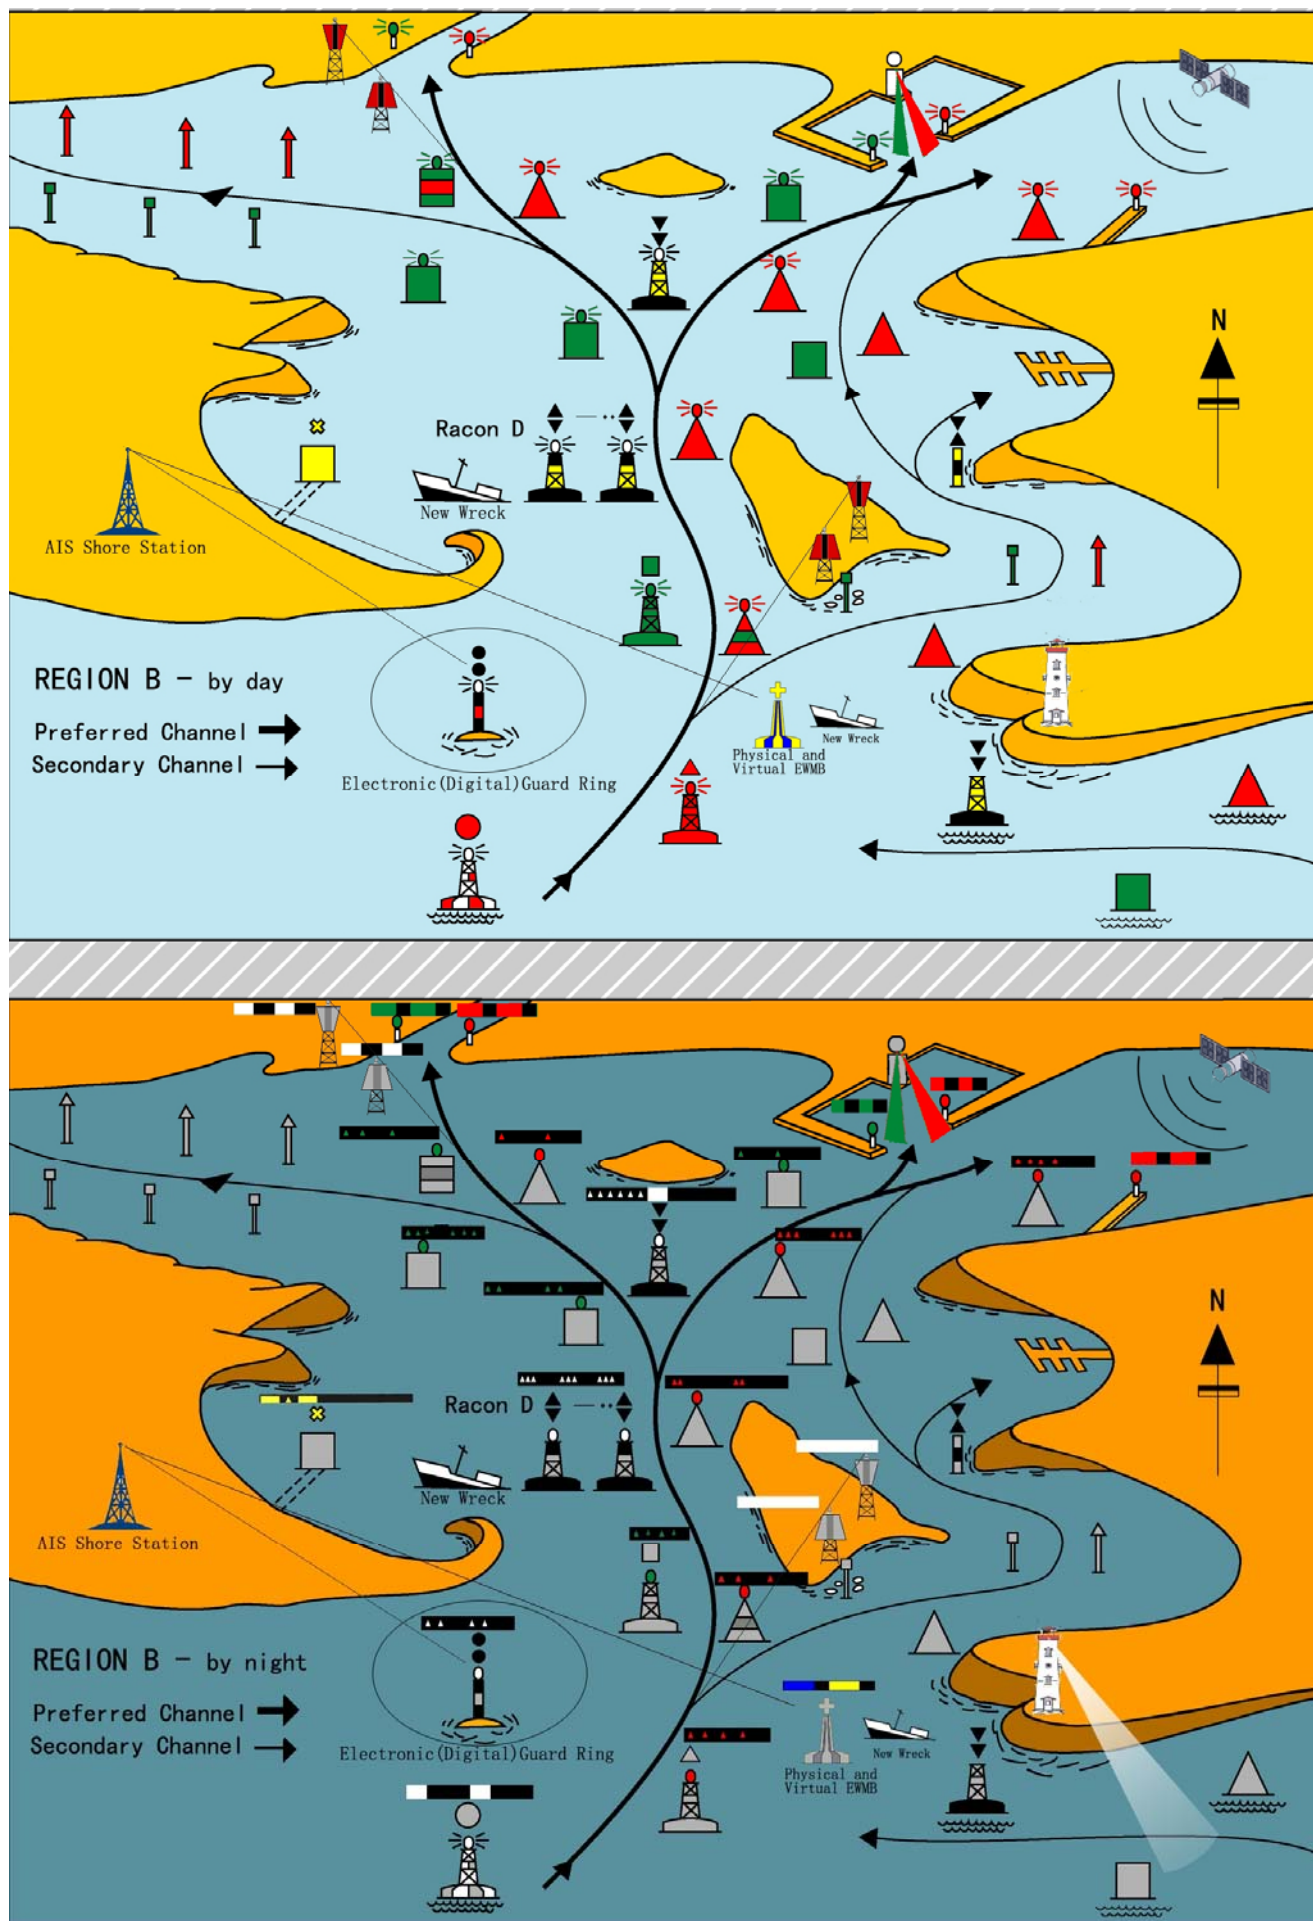 N
Racon D
New Wreck
AIS Shore Station
REGION B - by day
Preferred Channel
Secondary Channel
Electronic(Digital)Guard Ring
Physical and
Virtual EWMB
New Wreck
N
Racon D
New Wreck
AIS Shore Station
REGION B - by night
Preferred Channel
Secondary Channel
Electronic(Digital)Guard Ring
Physical and
Virtual EWMB
New Wreck